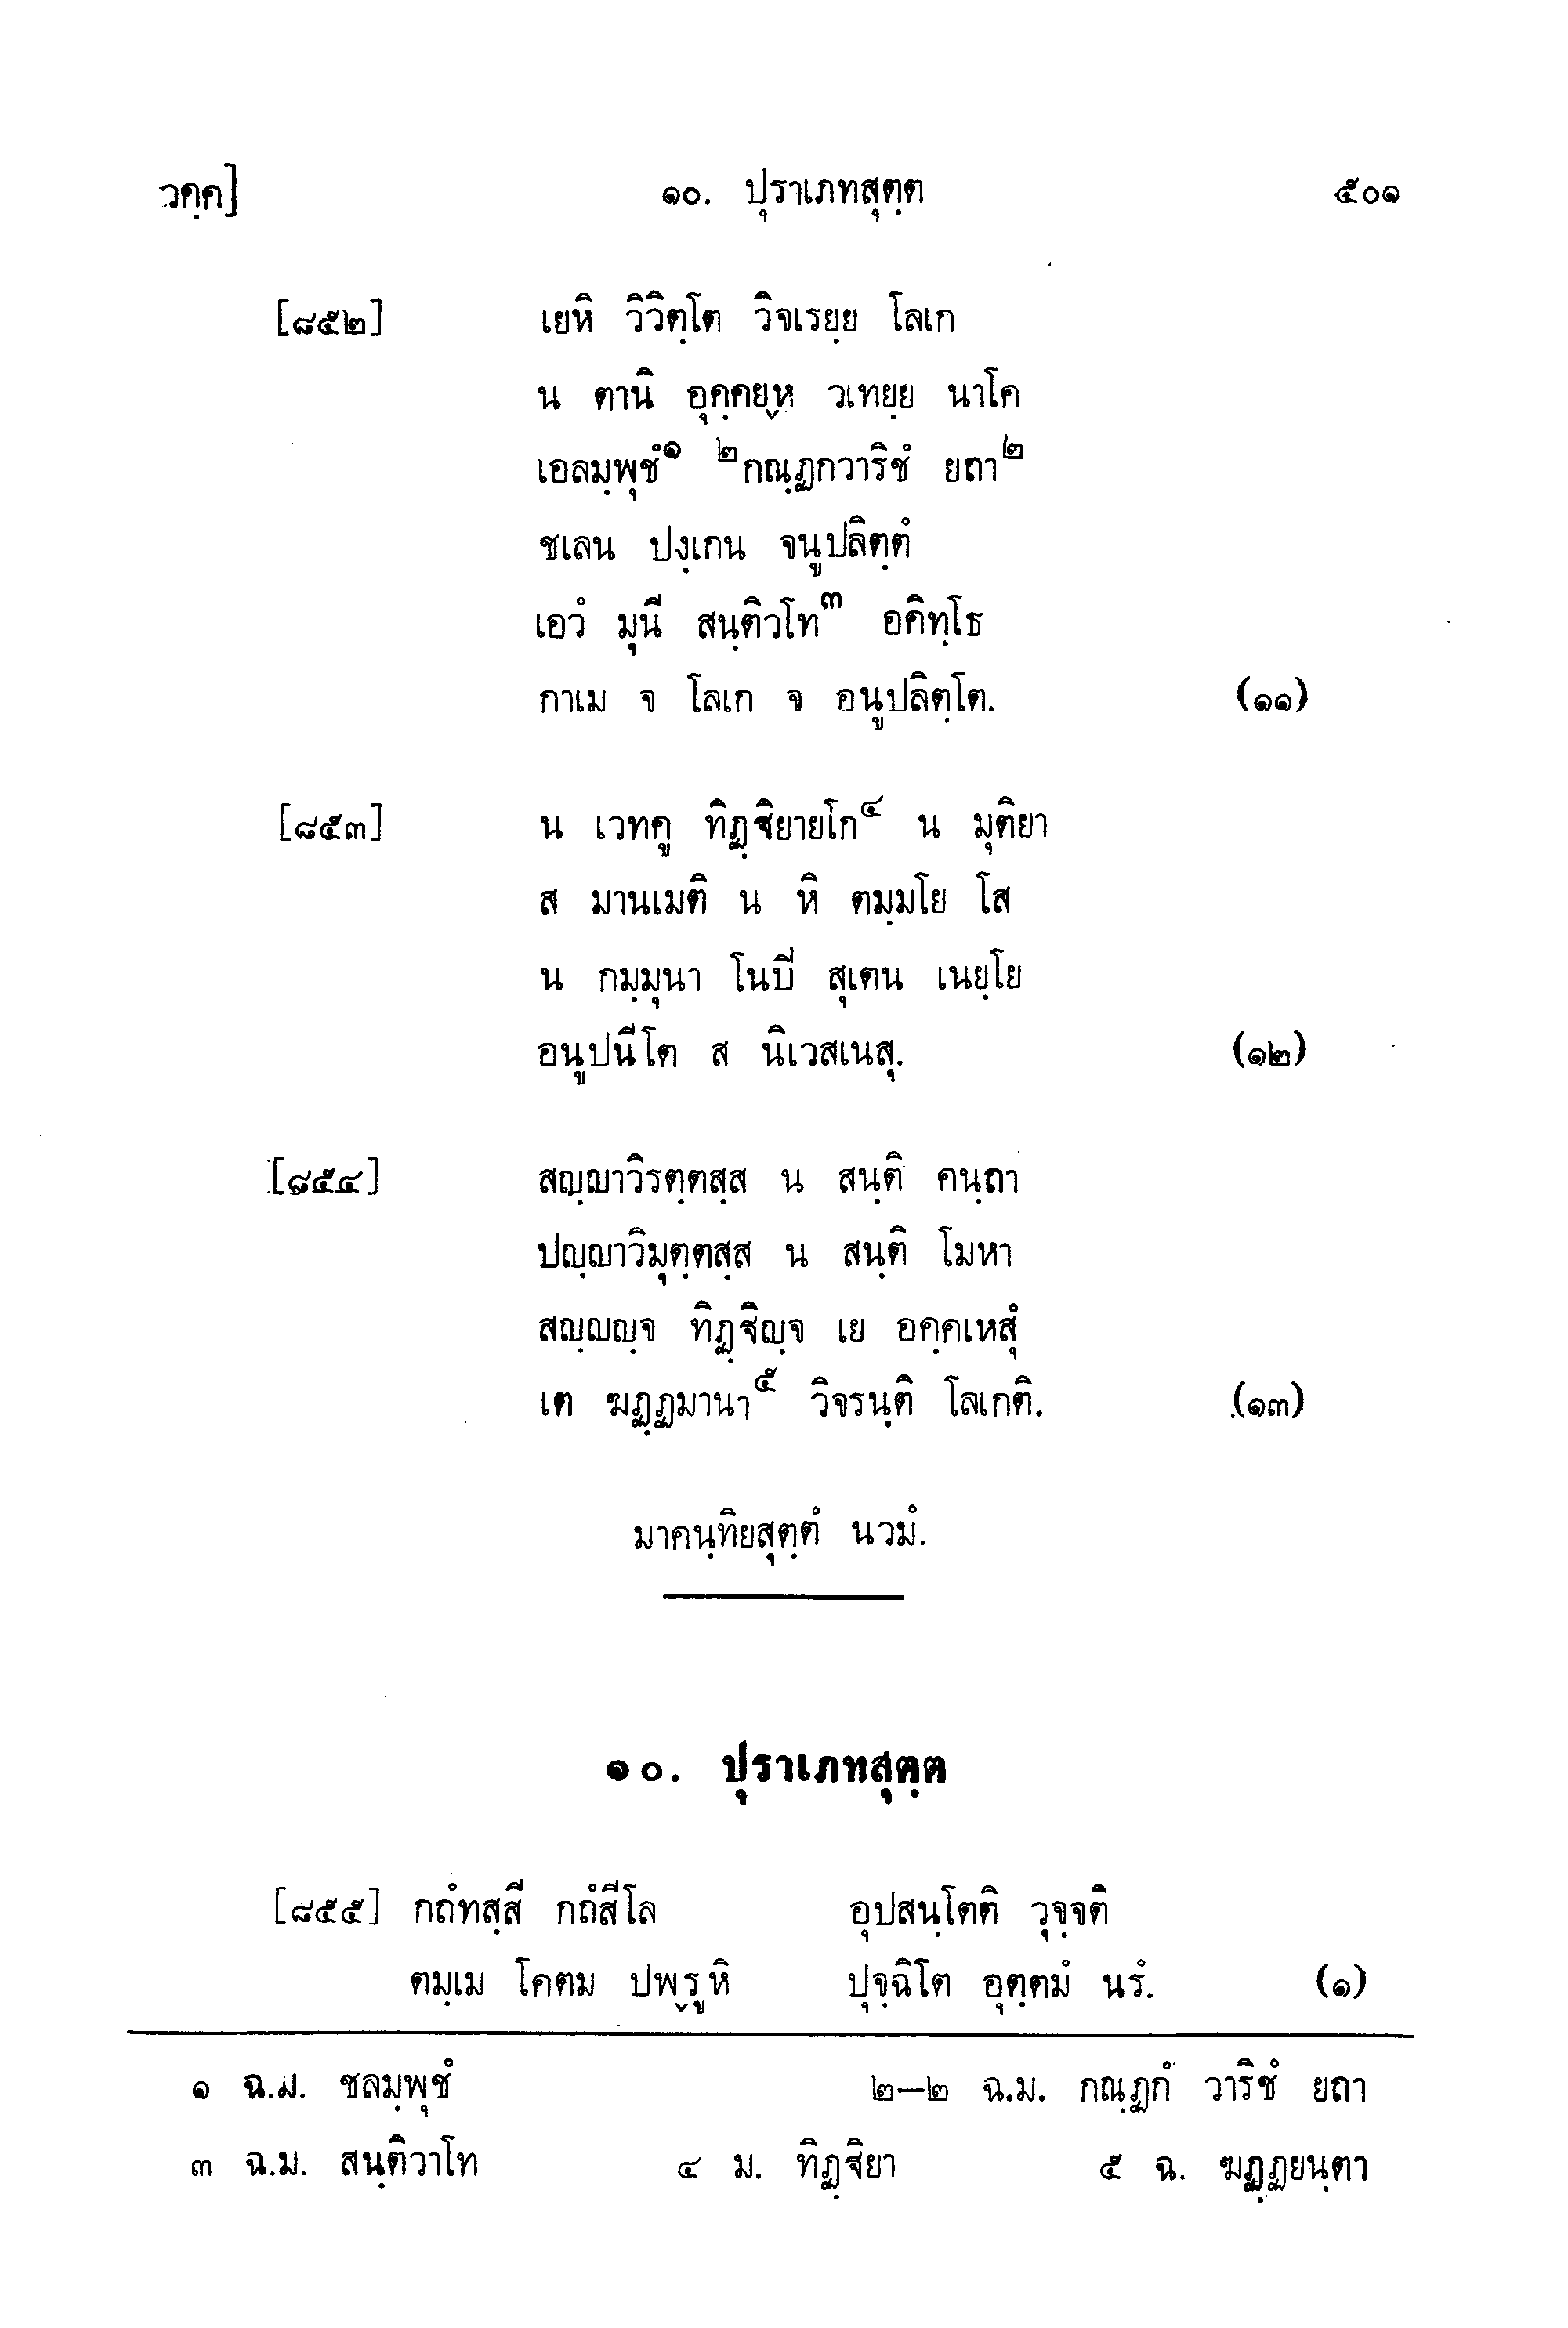 วคฺค] ๑๐. ปุราเภทสุตฺต ๕๐๑
[๘๕๒] เยหิ วิวิตฺโต วิจเรยฺย โลเก
น ตานิ อุคฺคยฺห วเทยฺย นาโค
เอลมฺพุชํ๑ ๒กณฺฏกวาริชํ ยถา๒
ชเลน ปงฺเกน จนูปลิตฺตํ
เอวํ มุนี สนฺติวโท๓ อคิทฺโธ
กาเม จ โลเก จ อนูปลิตฺโต. (๑๑)
[๘๕๓] น เวทคู ทิฏฺฐิยายโก๔ น มุติยา
ส มานเมติ น หิ ตมฺมโย โส
น กมฺมุนา โนปี สุเตน เนยฺโย
อนูปนีโต ส นิเวสเนสุ. (๑๒)
[๘๕๔] สญฺญาวิรตฺตสฺส น สนฺติ คนฺถา
ปญฺญาวิมุตฺตสฺส น สนฺติ โมหา
สญฺญญฺจ ทิฏฺฐิญฺจ เย อคฺคเหสุํ
เต ฆฏฺฏมานา๕ วิจรนฺติ โลเกติ. (๑๓)
มาคนฺทิยสุตฺตํ นวมํ.
๑๐. ปุราเภทสุตฺต
[๘๕๕] กถํทสฺสี กถํสีโล อุปสนฺโตติ วุจฺจติ
ตมฺเม โคตม ปพฺรูหิ ปุจฺฉิโต อุตฺตมํ นรํ. (๑)
๑ ฉ.ม. ชลมฺพุชํ ๒—๒ ฉ.ม. กณฺฏกํ วาริชํ ยถา
๓ ฉ.ม. สนฺติวาโท ๔ ม. ทิฏฺฐิยา ๕ ฉ. ฆฏฺฏยนฺตา